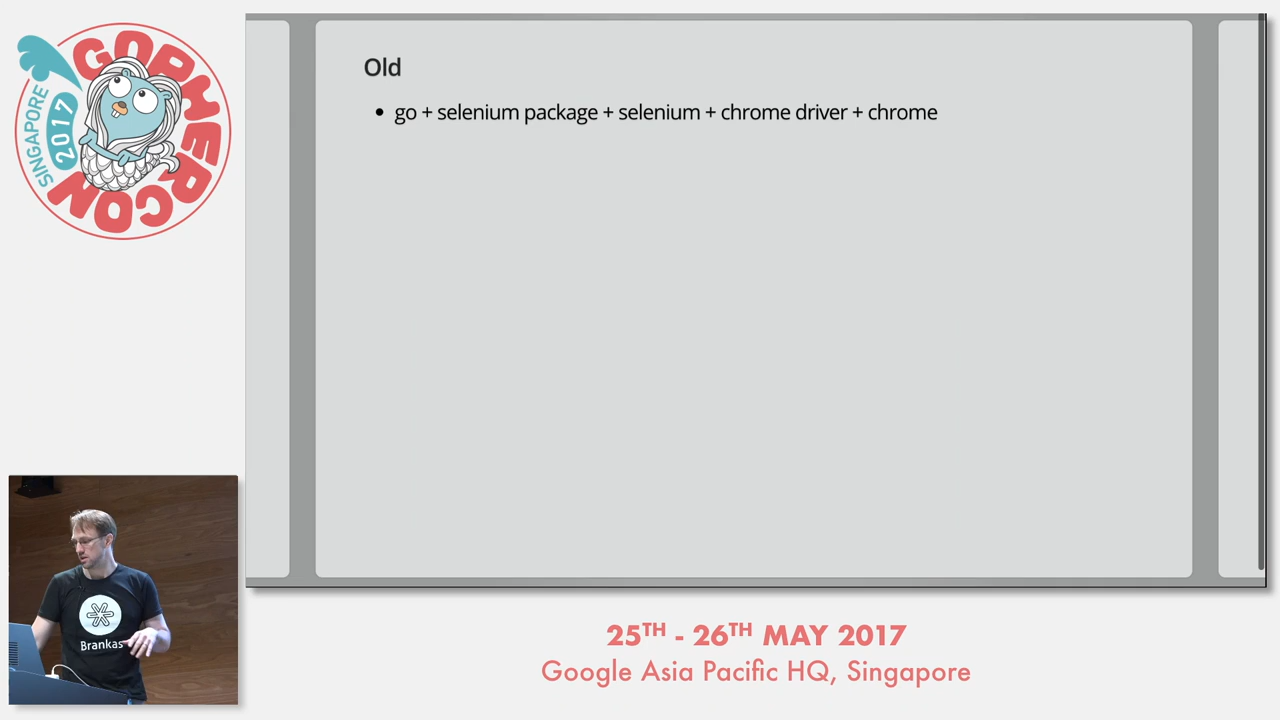 GOPHERCON
SINGAPORE
2017
Old
• go + selenium package + selenium + chrome driver + chrome
Brankas
25TH - 26TH MAY 2017
Google Asia Pacific HQ, Singapore